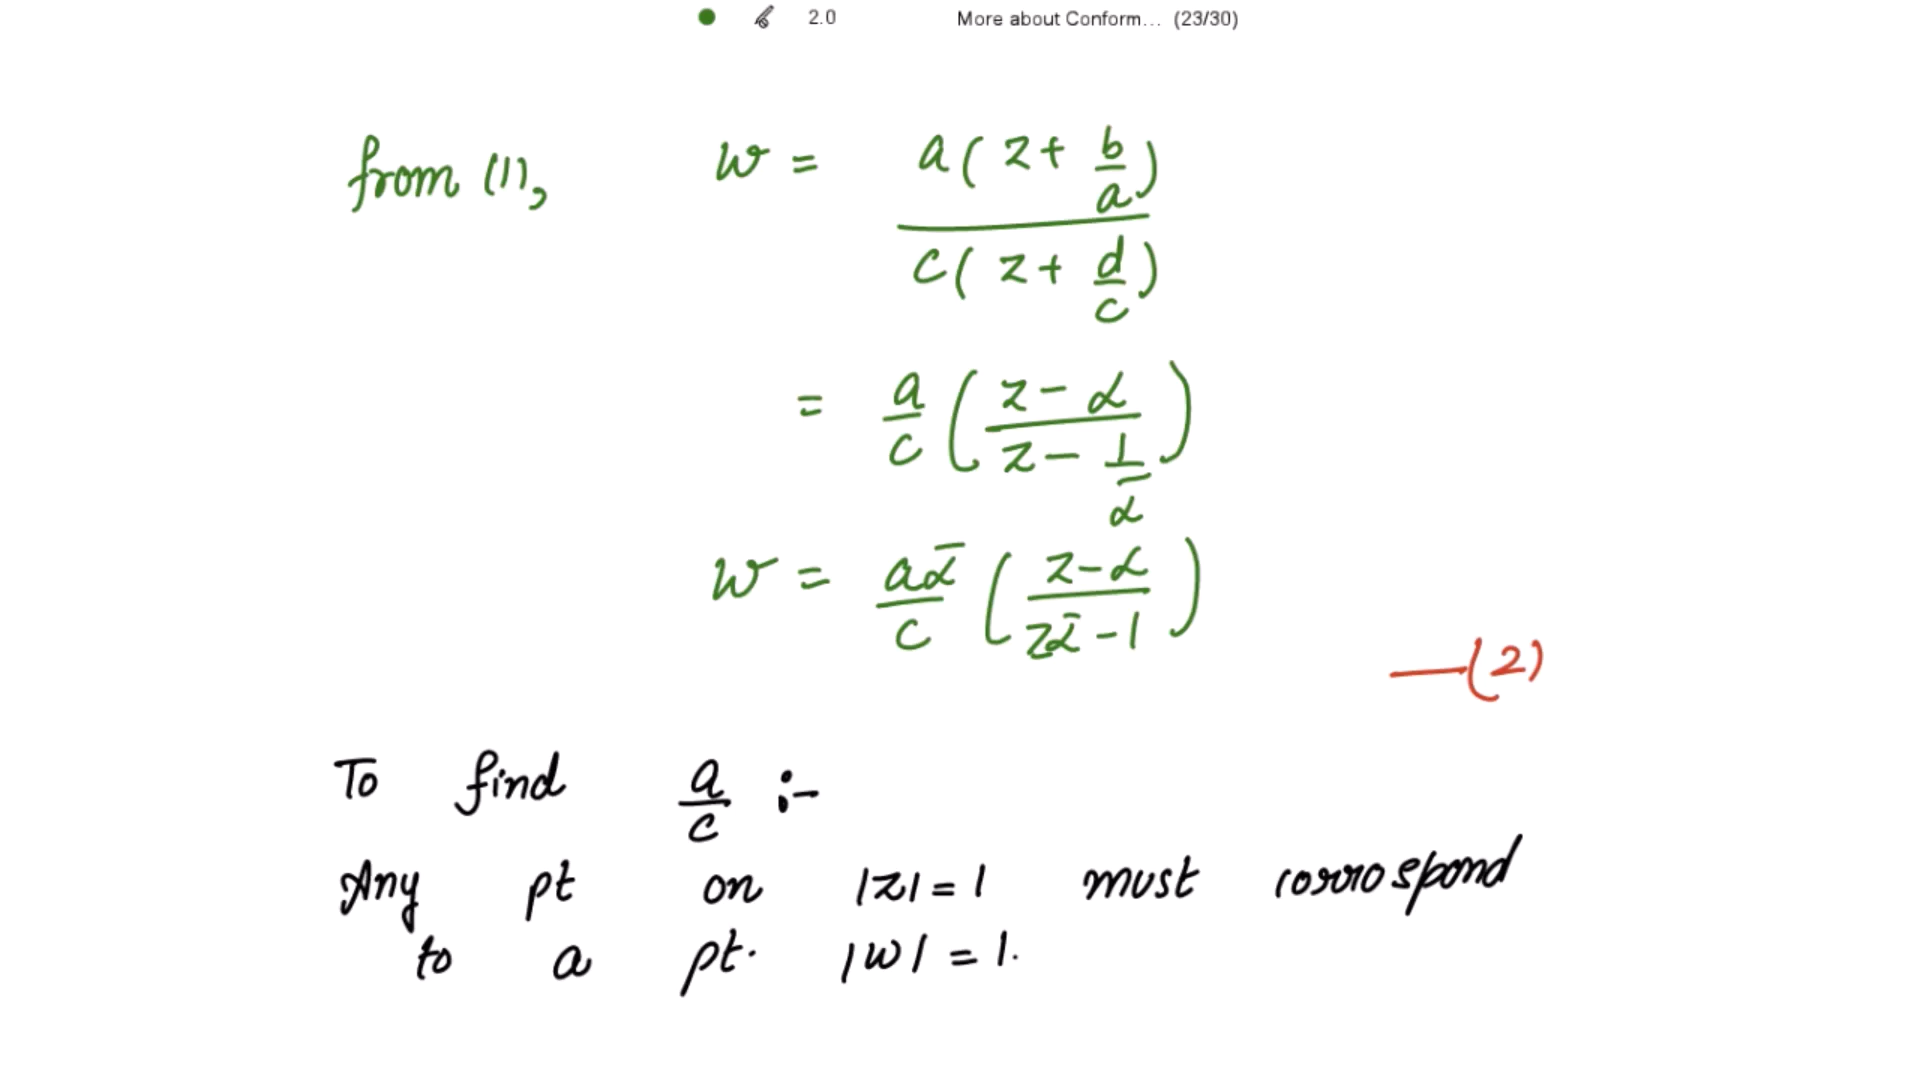 2.0 More about Conform... (23/30)
from (1), w = a(z + b/a) / c(z + d/c)
= a/c ( (z - α) / (z - 1/ᾱ) )
w = aᾱ/c ( (z - α) / (zᾱ - 1) )
—(2)
To find a/c :-
Any pt on |z| = 1 must corrospond
to a pt. |w| = 1.